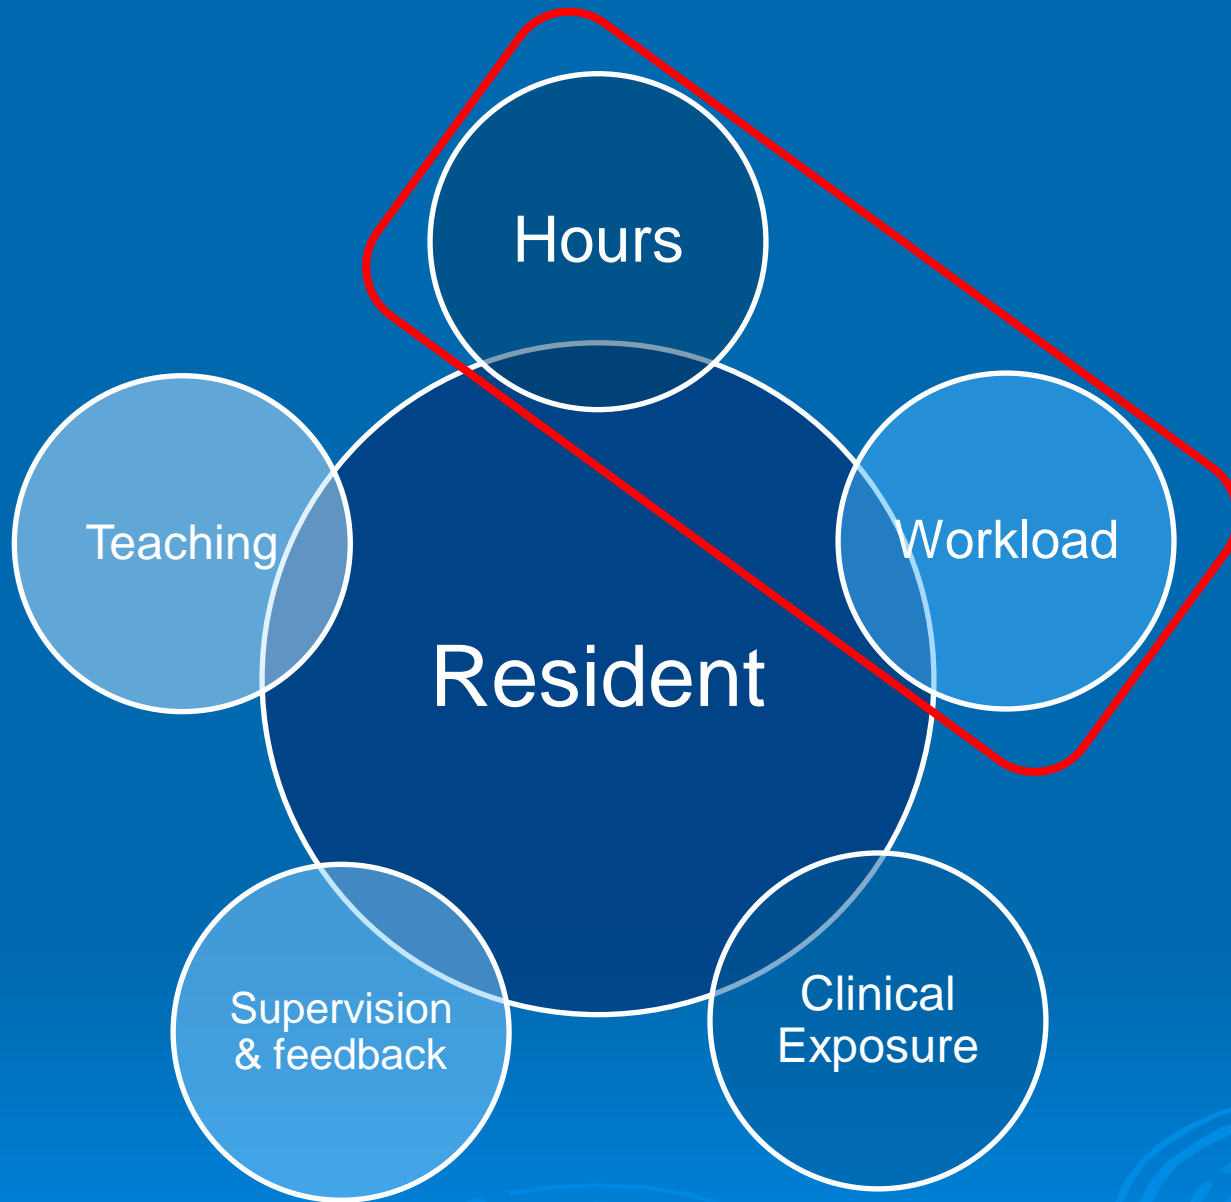 Hours
Teaching
Workload
Resident
Supervision
& feedback
Clinical
Exposure